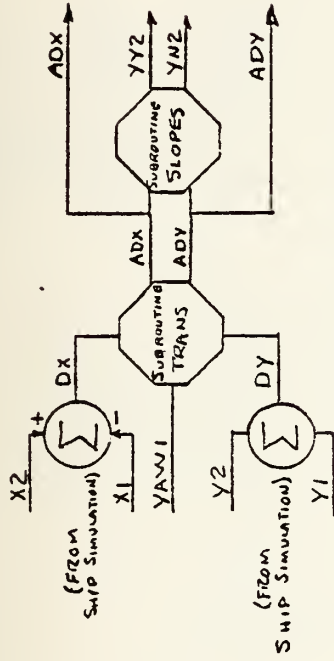 X2
+
(FROM
SHIP SIMULATION)
Σ
DX
X1
-
YAW1
SUBROUTINE
TRANS
ADX
ADY
SUBROUTINE
SLOPES
ADX
YY2
YN2
ADY
Y2
(FROM
SHIP SIMULATION)
Σ
DY
Y1